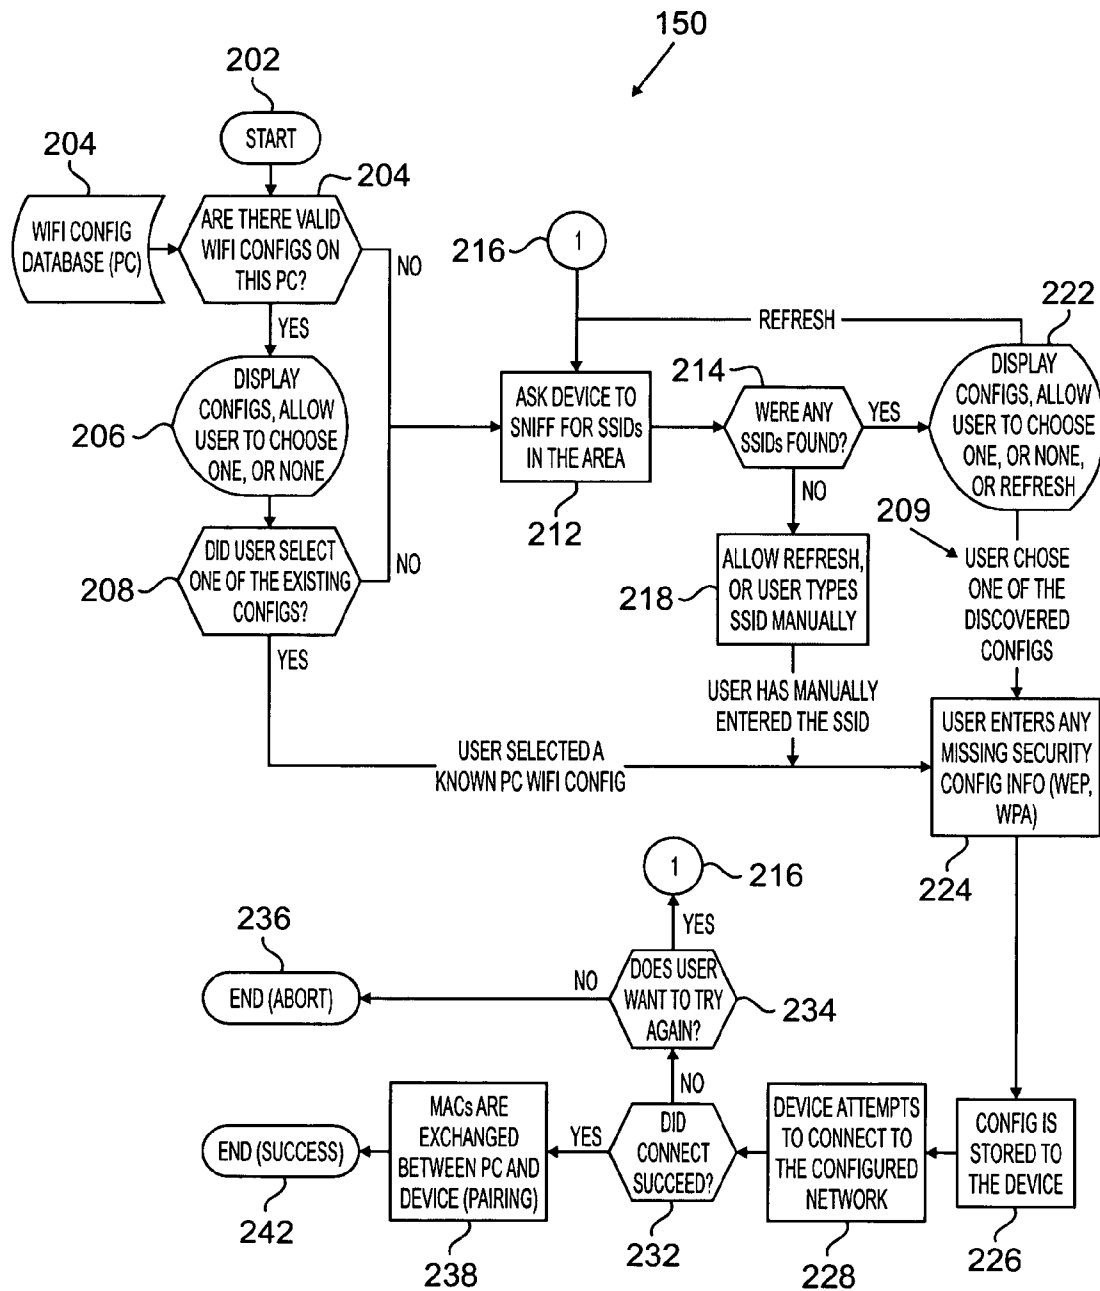 150
202
START
204
204
WIFI CONFIG
DATABASE (PC)
ARE THERE VALID
WIFI CONFIGS ON
THIS PC?
NO
YES
216
1
REFRESH
222
DISPLAY
CONFIGS, ALLOW
USER TO CHOOSE
ONE, OR NONE
206
ASK DEVICE TO
SNIFF FOR SSIDs
IN THE AREA
212
214
WERE ANY
SSIDs FOUND?
YES
NO
DISPLAY
CONFIGS, ALLOW
USER TO CHOOSE
ONE, OR NONE,
OR REFRESH
209
DID USER SELECT
ONE OF THE EXISTING
CONFIGS?
208
NO
YES
ALLOW REFRESH,
OR USER TYPES
SSID MANUALLY
218
USER CHOSE
ONE OF THE
DISCOVERED
CONFIGS
USER HAS MANUALLY
ENTERED THE SSID
USER SELECTED A
KNOWN PC WIFI CONFIG
USER ENTERS ANY
MISSING SECURITY
CONFIG INFO (WEP,
WPA)
224
1
216
YES
236
END (ABORT)
NO
DOES USER
WANT TO TRY
AGAIN?
234
NO
END (SUCCESS)
242
MACs ARE
EXCHANGED
BETWEEN PC AND
DEVICE (PAIRING)
238
YES
DID
CONNECT
SUCCEED?
232
DEVICE ATTEMPTS
TO CONNECT TO
THE CONFIGURED
NETWORK
228
CONFIG IS
STORED TO
THE DEVICE
226